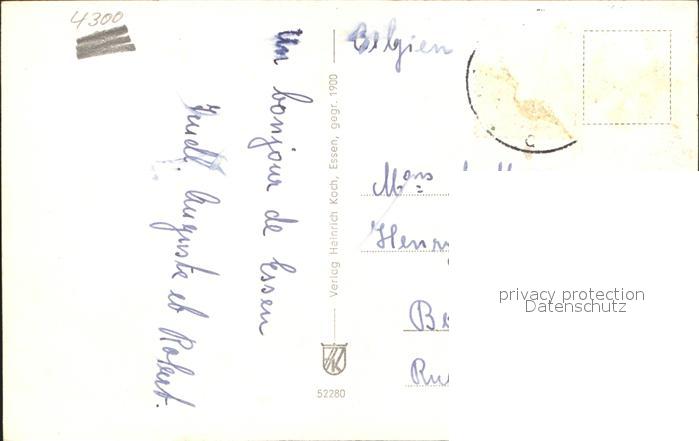 4300
Un bonjour de Essen
Auguste et Robert.
Belgien
Verlag Heinrich Koch, Essen, gegr. 1900
52280
Mons
privacy protection
Datenschutz